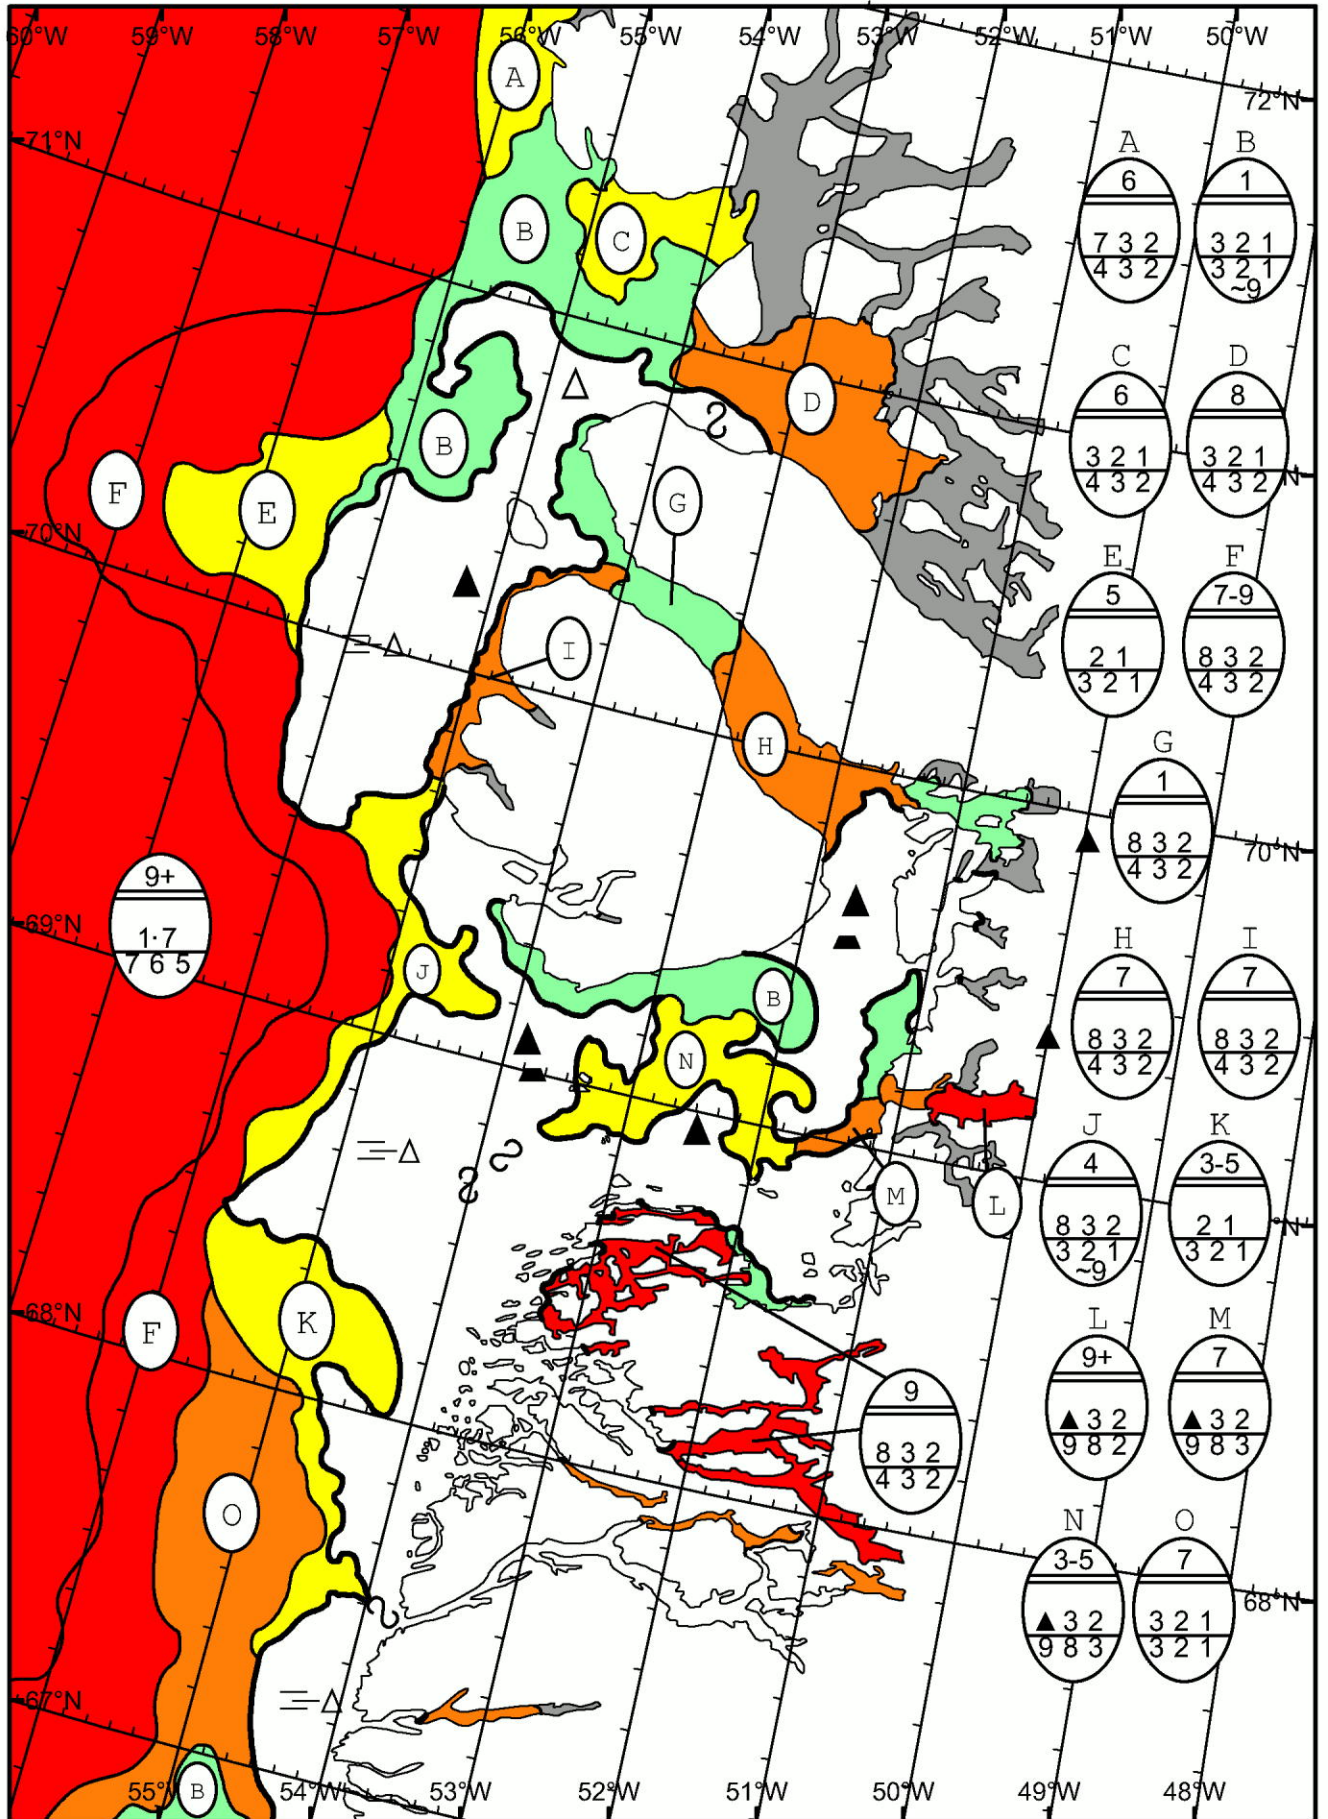 60°W 59°W 58°W 57°W 56°W 55°W 54°W 53°W 52°W 51°W 50°W
72°N
71°N
A
B
C
A B
6 1
7 3 2 3 2 1
4 3 2 3 2 1
~9
D
B
C D
6 8
3 2 1 3 2 1
4 3 2 4 3 2
F
E
G
N
70°N
E F
5 7-9
2 1 8 3 2
3 2 1 4 3 2
I
H
G
1
8 3 2
4 3 2
70°N
9+
1·7
7 6 5
69°N
J
B
N
H I
7 7
8 3 2 8 3 2
4 3 2 4 3 2
M
L
J K
4 3-5
8 3 2 2 1
3 2 1 3 2 1
~9
°N
68°N
F
K
9
8 3 2
4 3 2
L M
9+ 7
▲ 3 2 ▲ 3 2
9 8 2 9 8 3
O
N O
3-5 7
▲ 3 2 3 2 1
9 8 3 3 2 1
68°N
67°N
B
55°W 54°W 53°W 52°W 51°W 50°W 49°W 48°W